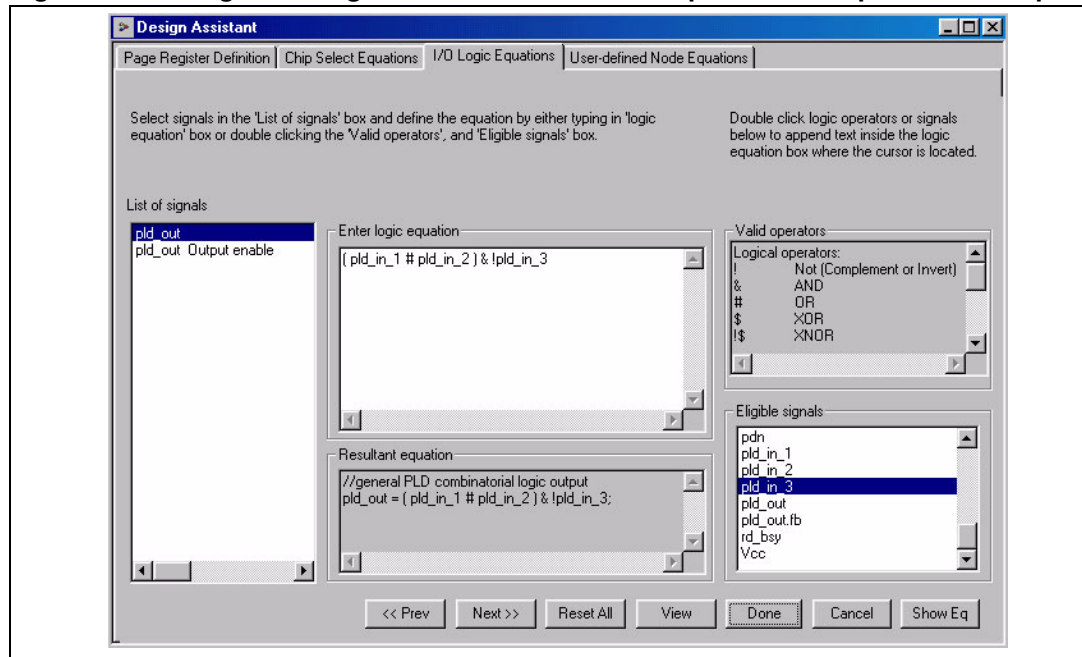 Design Assistant
Page Register Definition Chip Select Equations I/O Logic Equations User-defined Node Equations
Select signals in the 'List of signals' box and define the equation by either typing in 'logic
equation' box or double clicking the 'Valid operators', and 'Eligible signals' box.
Double click logic operators or signals
below to append text inside the logic
equation box where the cursor is located.
List of signals
pld_out
pld_out Output enable
Enter logic equation
( pld_in_1 # pld_in_2 ) & !pld_in_3
Resultant equation
//general PLD combinatorial logic output
pld_out = ( pld_in_1 # pld_in_2 ) & !pld_in_3;
Valid operators
Logical operators:
! Not (Complement or Invert)
& AND
# OR
$ XOR
!$ XNOR
Eligible signals
pdn
pld_in_1
pld_in_2
pld_in_3
pld_out
pld_out.fb
rd_bsy
Vcc
<< Prev Next >> Reset All View Done Cancel Show Eq